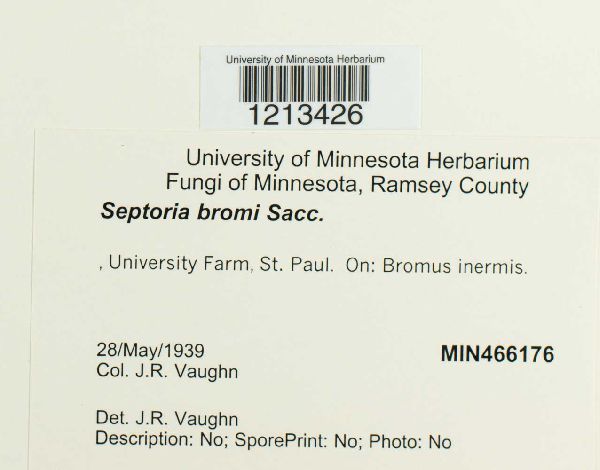 University of Minnesota Herbarium
1213426
University of Minnesota Herbarium
Fungi of Minnesota, Ramsey County
Septoria bromi Sacc.
, University Farm, St. Paul. On: Bromus inermis.
28/May/1939
MIN466176
Col. J.R. Vaughn
Det. J.R. Vaughn
Description: No; SporePrint: No; Photo: No